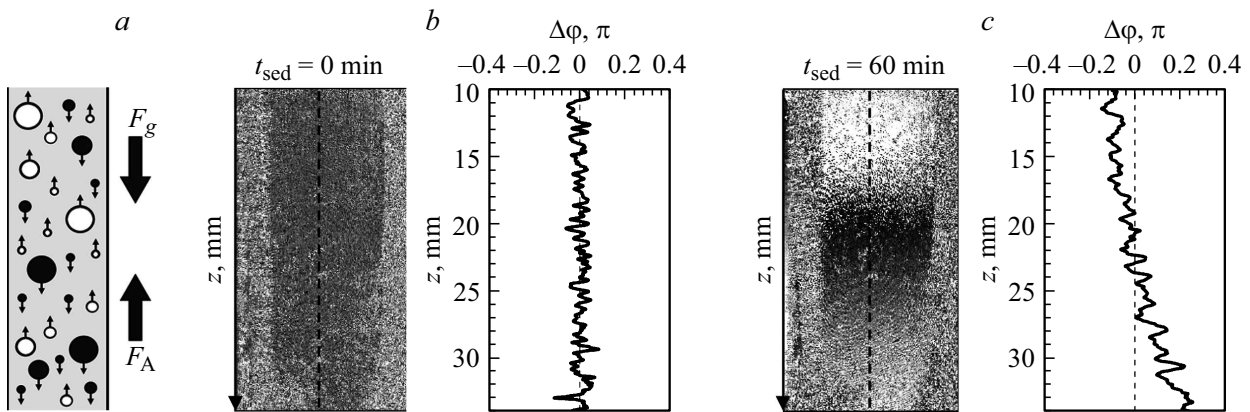 a
b
c
F_g
F_A
t_sed = 0 min
z, mm
Δφ, π
–0.4 –0.2 0 0.2 0.4
10
15
20
25
30
z, mm
t_sed = 60 min
z, mm
Δφ, π
–0.4 –0.2 0 0.2 0.4
10
15
20
25
30
z, mm